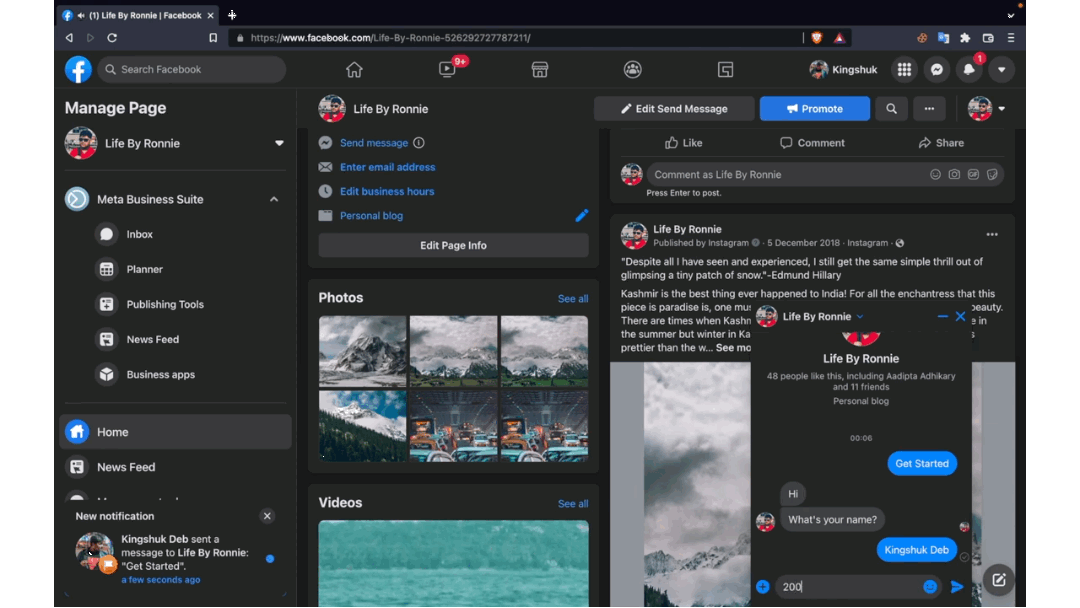 (1) Life By Ronnie | Facebook
https://www.facebook.com/Life-By-Ronnie-526292727787211/
Search Facebook
9+
Kingshuk
1
Manage Page
Life By Ronnie
Meta Business Suite
Inbox
Planner
Publishing Tools
News Feed
Business apps
Home
News Feed
New notification
Kingshuk Deb sent a
message to Life By Ronnie:
"Get Started".
a few seconds ago
Life By Ronnie
Edit Send Message
Promote
Send message
Enter email address
Edit business hours
Personal blog
Edit Page Info
Photos
See all
Videos
See all
Like
Comment
Share
Comment as Life By Ronnie
GIF
Press Enter to post.
Life By Ronnie
Published by Instagram · 5 December 2018 · Instagram ·
"Despite all I have seen and experienced, I still get the same simple thrill out of
glimpsing a tiny patch of snow."-Edmund Hillary
Kashmir is the best thing ever happened to India! For all the enchantress that this
piece is paradise is, one mus
beauty.
There are times when Kashm
e in
the summer but winter in Ka
s
prettier than the w... See mo
Life By Ronnie
Life By Ronnie
48 people like this, including Aadipta Adhikary
and 11 friends
Personal blog
00:06
Get Started
Hi
What's your name?
Kingshuk Deb
200